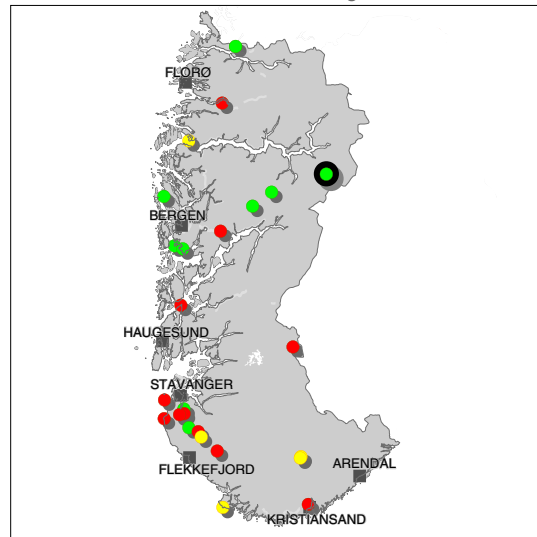 FLORØ
BERGEN
HAUGESUND
STAVANGER
FLEKKEFJORD
ARENDAL
KRISTIANSAND